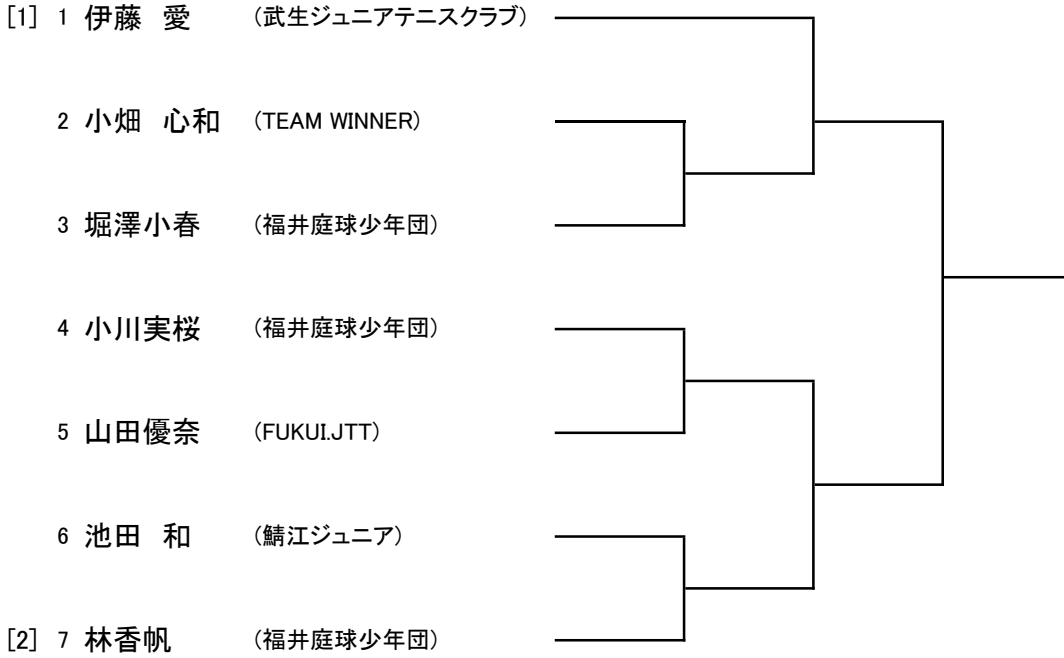 [1] 1 伊藤　愛 (武生ジュニアテニスクラブ)
2 小畑　心和 (TEAM WINNER)
3 堀澤小春 (福井庭球少年団)
4 小川実桜 (福井庭球少年団)
5 山田優奈 (FUKUI.JTT)
6 池田　和 (鯖江ジュニア)
[2] 7 林香帆 (福井庭球少年団)